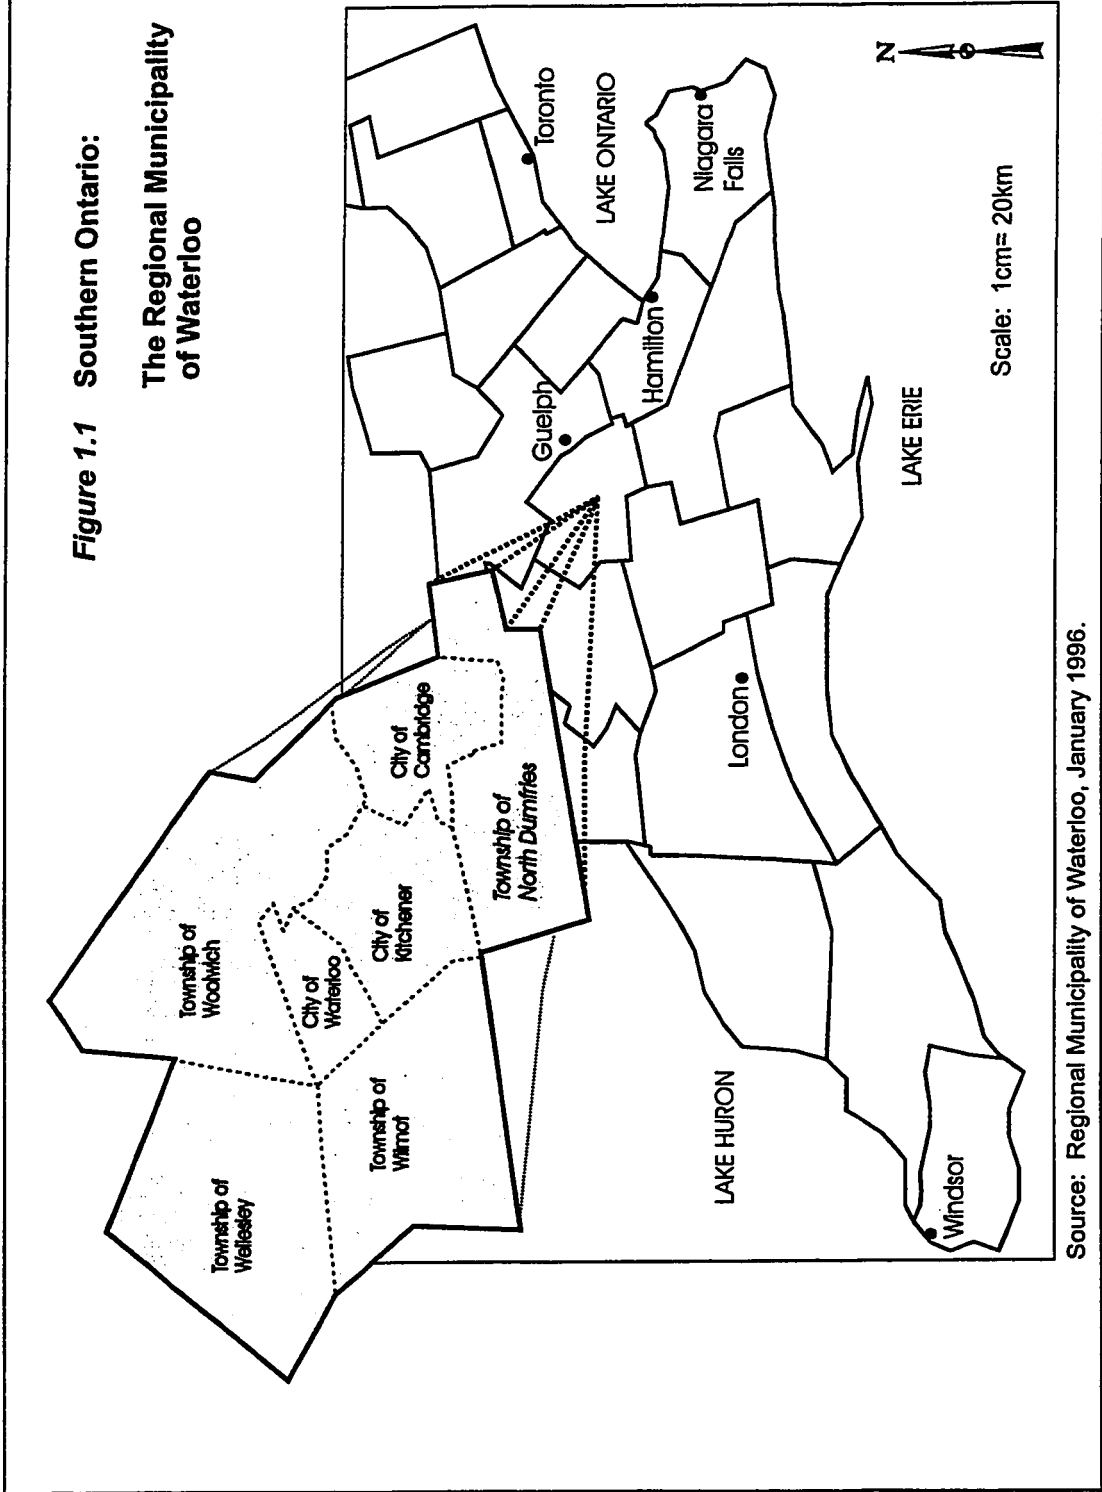 Figure 1.1 Southern Ontario:
The Regional Municipality
of Waterloo
Township of
Wellesley
Township of
Woolwich
City of
Waterloo
Township of
Wilmot
City of
Kitchener
City of
Cambridge
Township of
North Dumfries
Guelph
Toronto
LAKE ONTARIO
Hamilton
Niagara
Falls
London
LAKE HURON
Windsor
LAKE ERIE
N
Scale: 1cm= 20km
Source: Regional Municipality of Waterloo, January 1996.